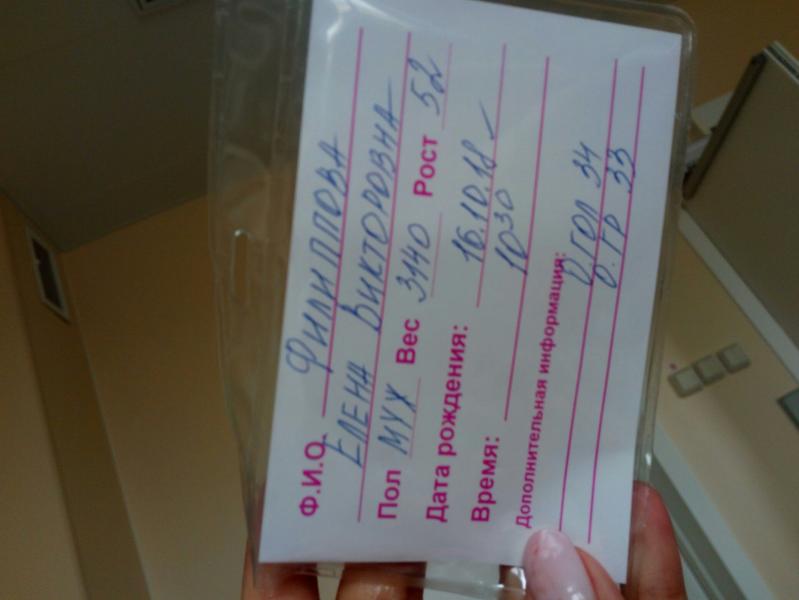 Ф.И.О. ФИЛИППОВА
ЕЛЕНА ВИКТОРОВНА
Пол МУЖ Вес 3140 Рост 52
Дата рождения: 16.10.18
Время: 10 30
Дополнительная информация:
О. ГОЛ 34
О. ГР 33